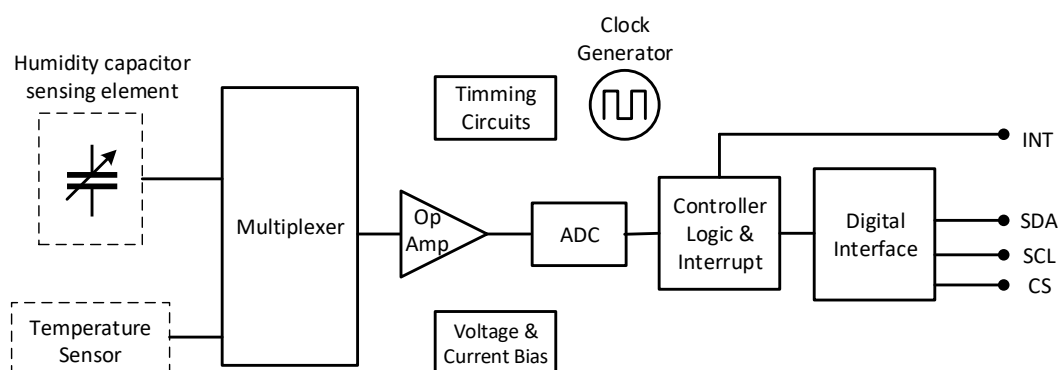 Clock
Generator
Humidity capacitor
sensing element
Timming
Circuits
INT
Multiplexer
Op
Amp
ADC
Controller
Logic &
Interrupt
Digital
Interface
SDA
SCL
CS
Temperature
Sensor
Voltage &
Current Bias